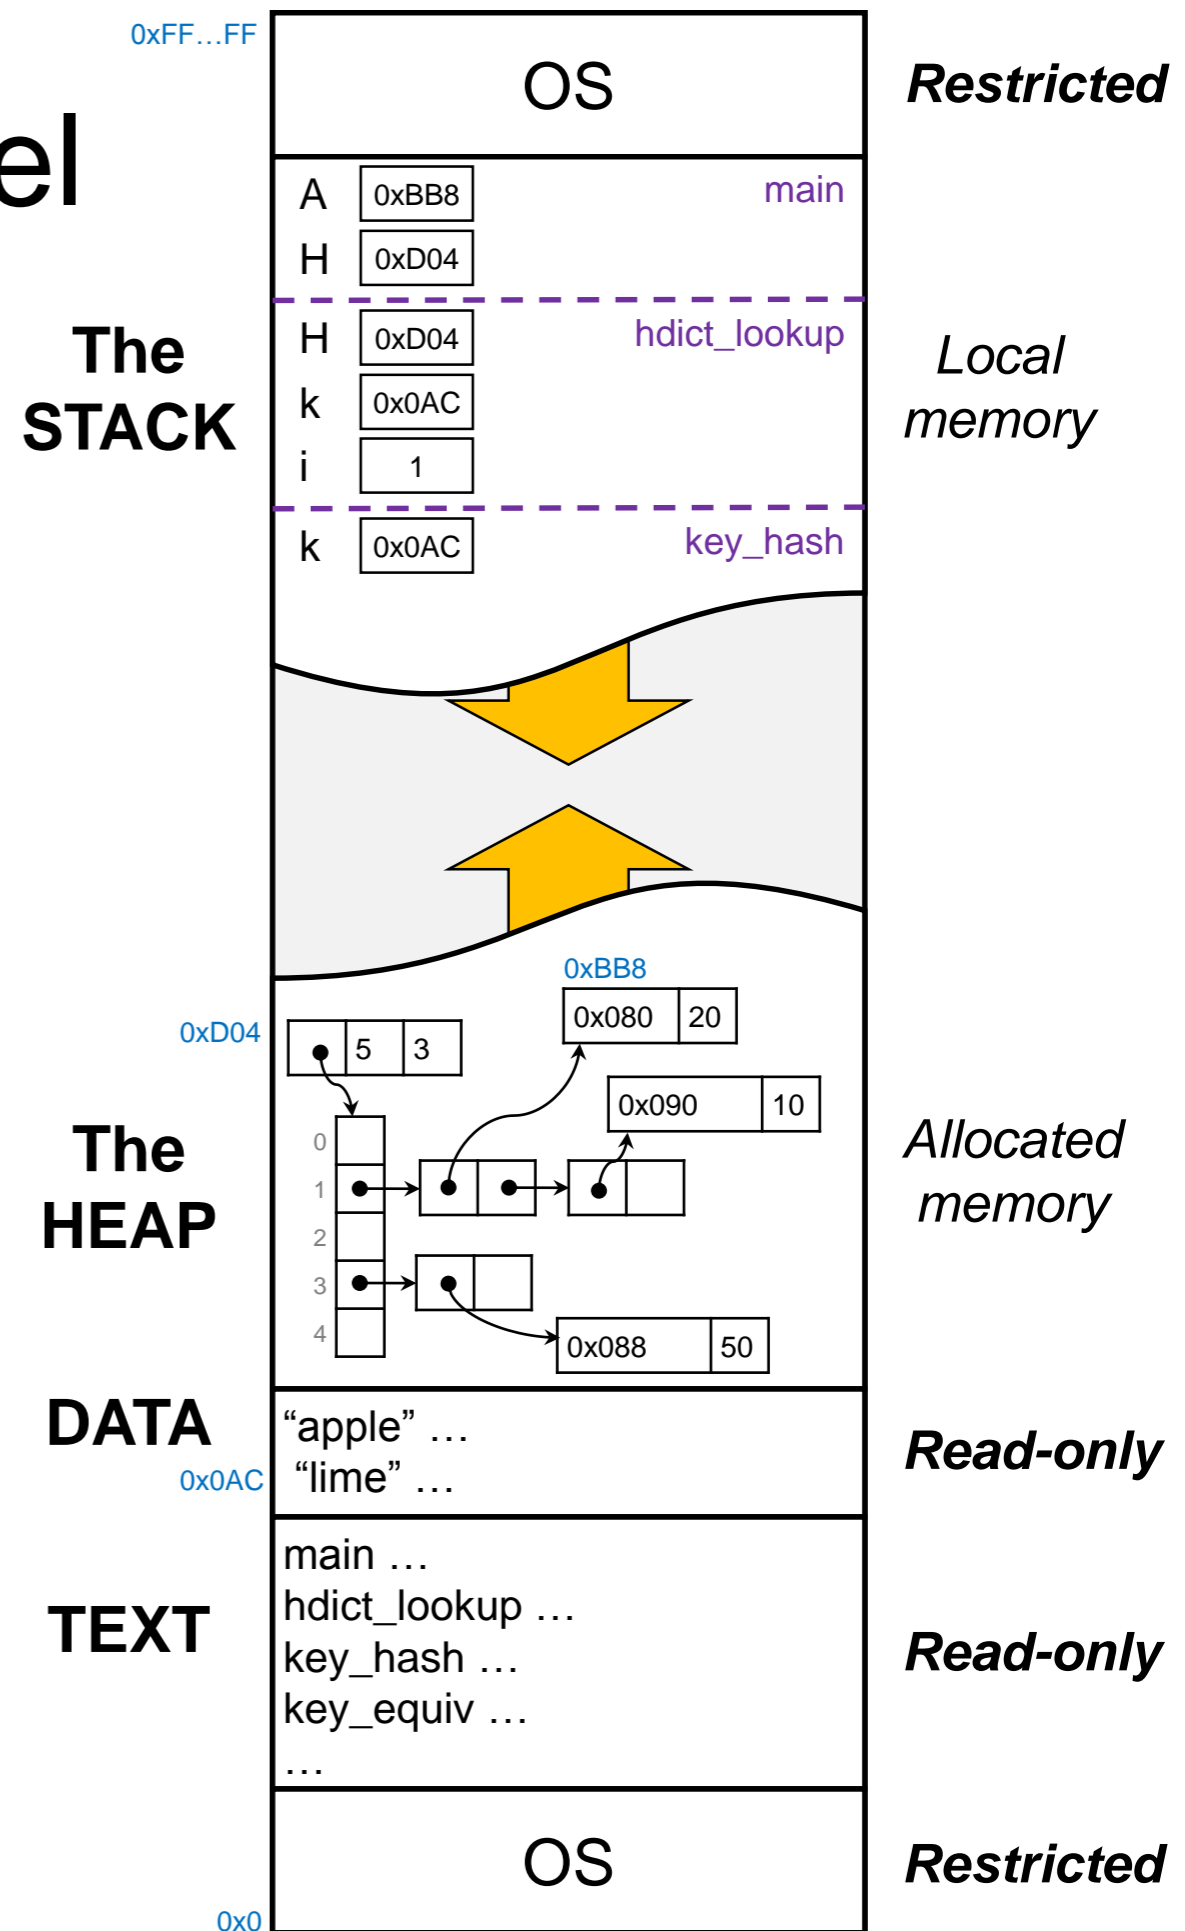 0xFF…FF
OS
Restricted
el
A 0xBB8 main
H 0xD04
The
STACK
H 0xD04 hdict_lookup
k 0x0AC
i 1
Local
memory
k 0x0AC key_hash
0xBB8
0x080 20
0xD04
5 3
0x090 10
The
HEAP
0
1
2
3
4
0x088 50
Allocated
memory
DATA
0x0AC
“apple” …
“lime” …
Read-only
TEXT
main …
hdict_lookup …
key_hash …
key_equiv …
…
Read-only
OS
Restricted
0x0